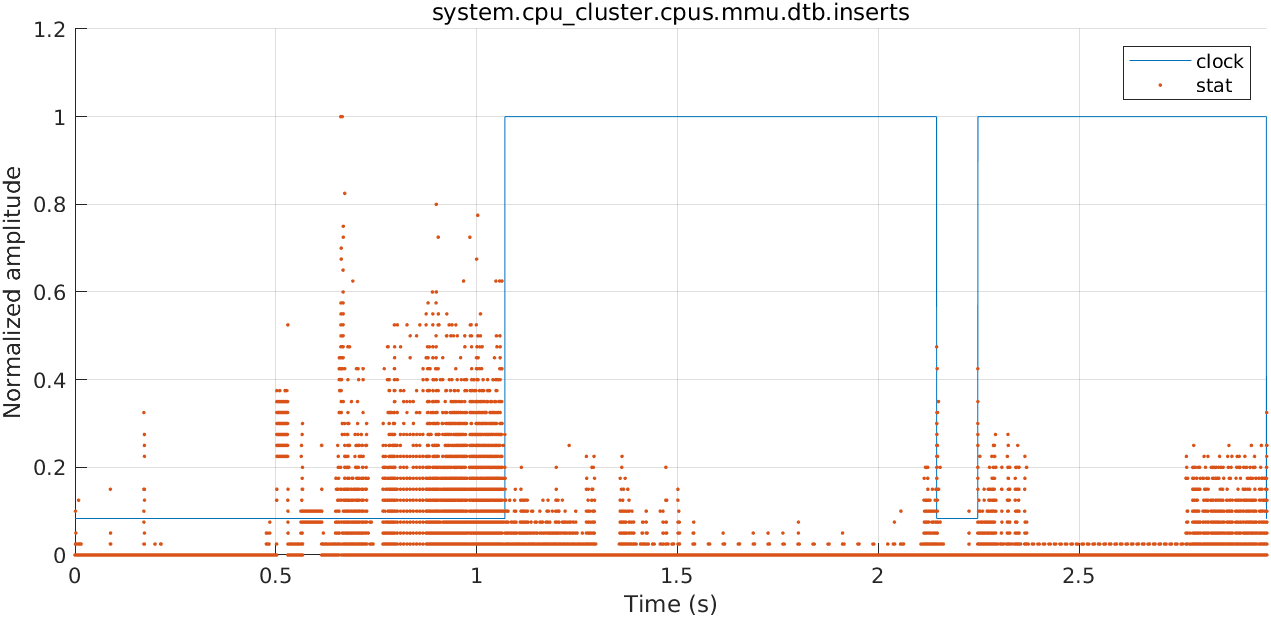 system.cpu_cluster.cpus.mmu.dtb.inserts
clock
stat
Normalized amplitude
1.2
1
0.8
0.6
0.4
0.2
0
0 0.5 1 1.5 2 2.5
Time (s)